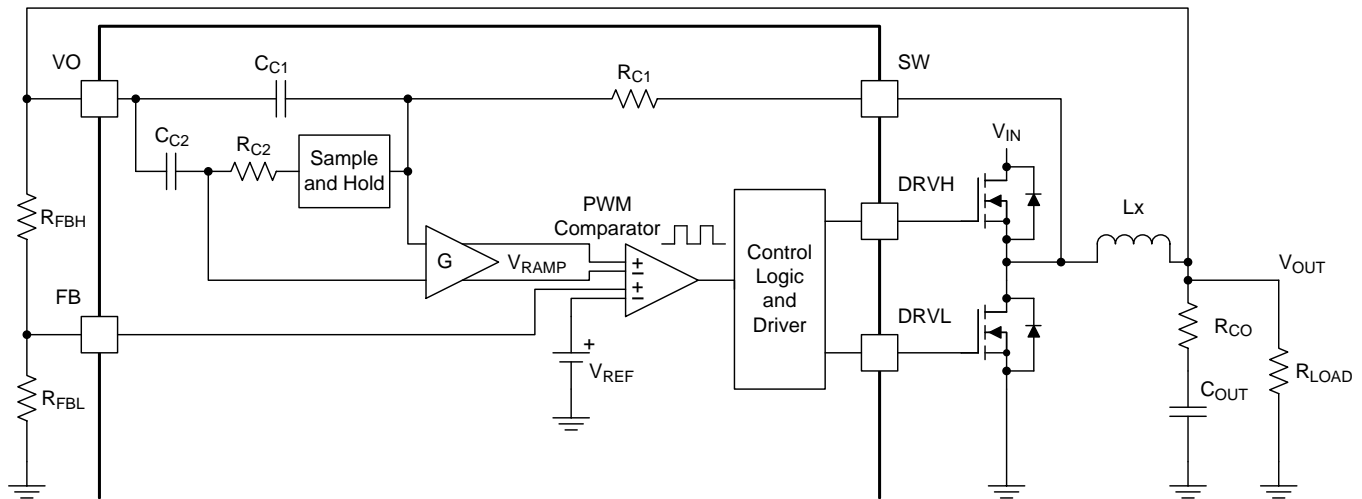 VO
C_C1
R_C1
SW
C_C2
R_C2
Sample
and Hold
V_IN
DRVH
R_FBH
PWM
Comparator
Lx
G
V_RAMP
+
−
+
−
Control
Logic
and
Driver
V_OUT
FB
DRVL
R_CO
+
V_REF
R_LOAD
R_FBL
C_OUT